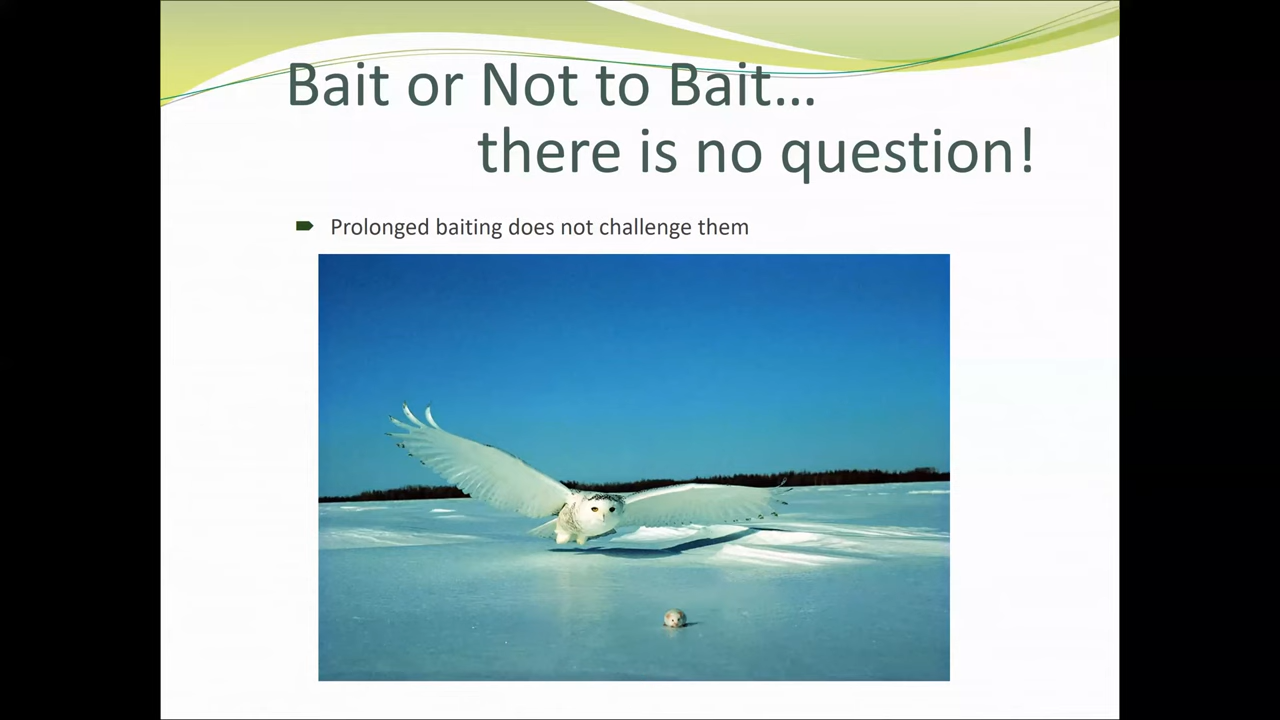 Bait or Not to Bait…
there is no question!
Prolonged baiting does not challenge them